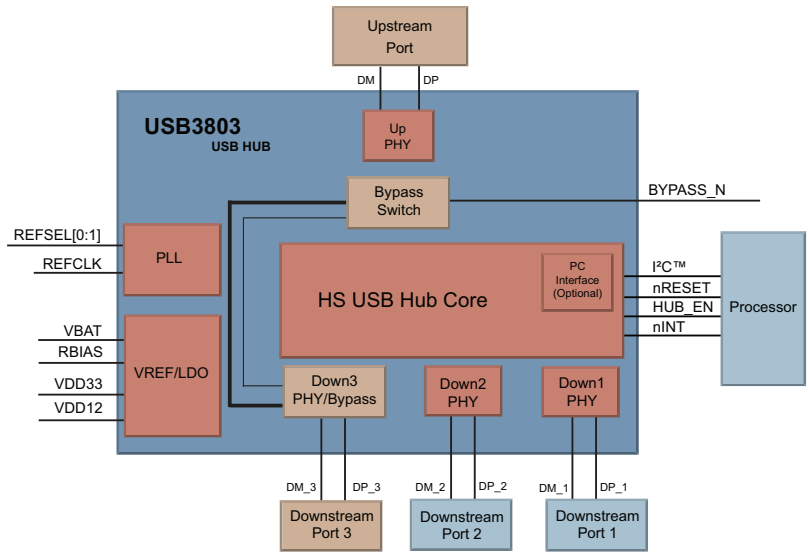 Upstream
Port
DM
DP
USB3803
USB HUB
Up
PHY
Bypass
Switch
BYPASS_N
REFSEL[0:1]
REFCLK
PLL
HS USB Hub Core
PC
Interface
(Optional)
I²C™
nRESET
HUB_EN
nINT
Processor
VBAT
RBIAS
VDD33
VDD12
VREF/LDO
Down3
PHY/Bypass
Down2
PHY
Down1
PHY
DM_3
DP_3
DM_2
DP_2
DM_1
DP_1
Downstream
Port 3
Downstream
Port 2
Downstream
Port 1